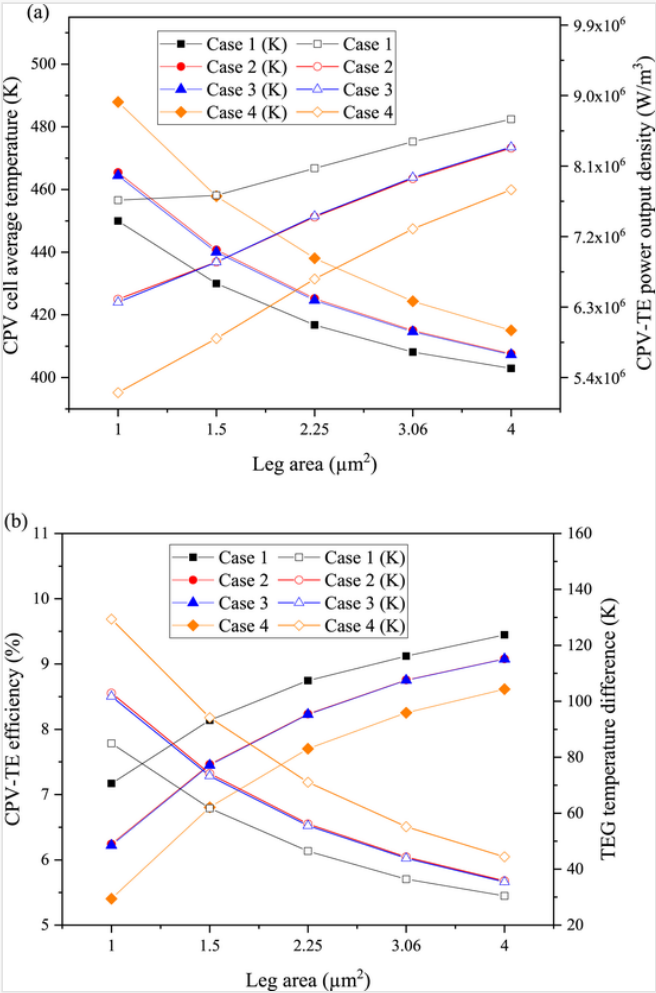 (a)
Case 1 (K) Case 1
Case 2 (K) Case 2
Case 3 (K) Case 3
Case 4 (K) Case 4
CPV cell average temperature (K)
500
480
460
440
420
400
CPV-TE power output density (W/m³)
9.9x10⁶
9.0x10⁶
8.1x10⁶
7.2x10⁶
6.3x10⁶
5.4x10⁶
1 1.5 2.25 3.06 4
Leg area (µm²)
(b)
Case 1 Case 1 (K)
Case 2 Case 2 (K)
Case 3 Case 3 (K)
Case 4 Case 4 (K)
CPV-TE efficiency (%)
11
10
9
8
7
6
5
TEG temperature difference (K)
160
140
120
100
80
60
40
20
1 1.5 2.25 3.06 4
Leg area (µm²)